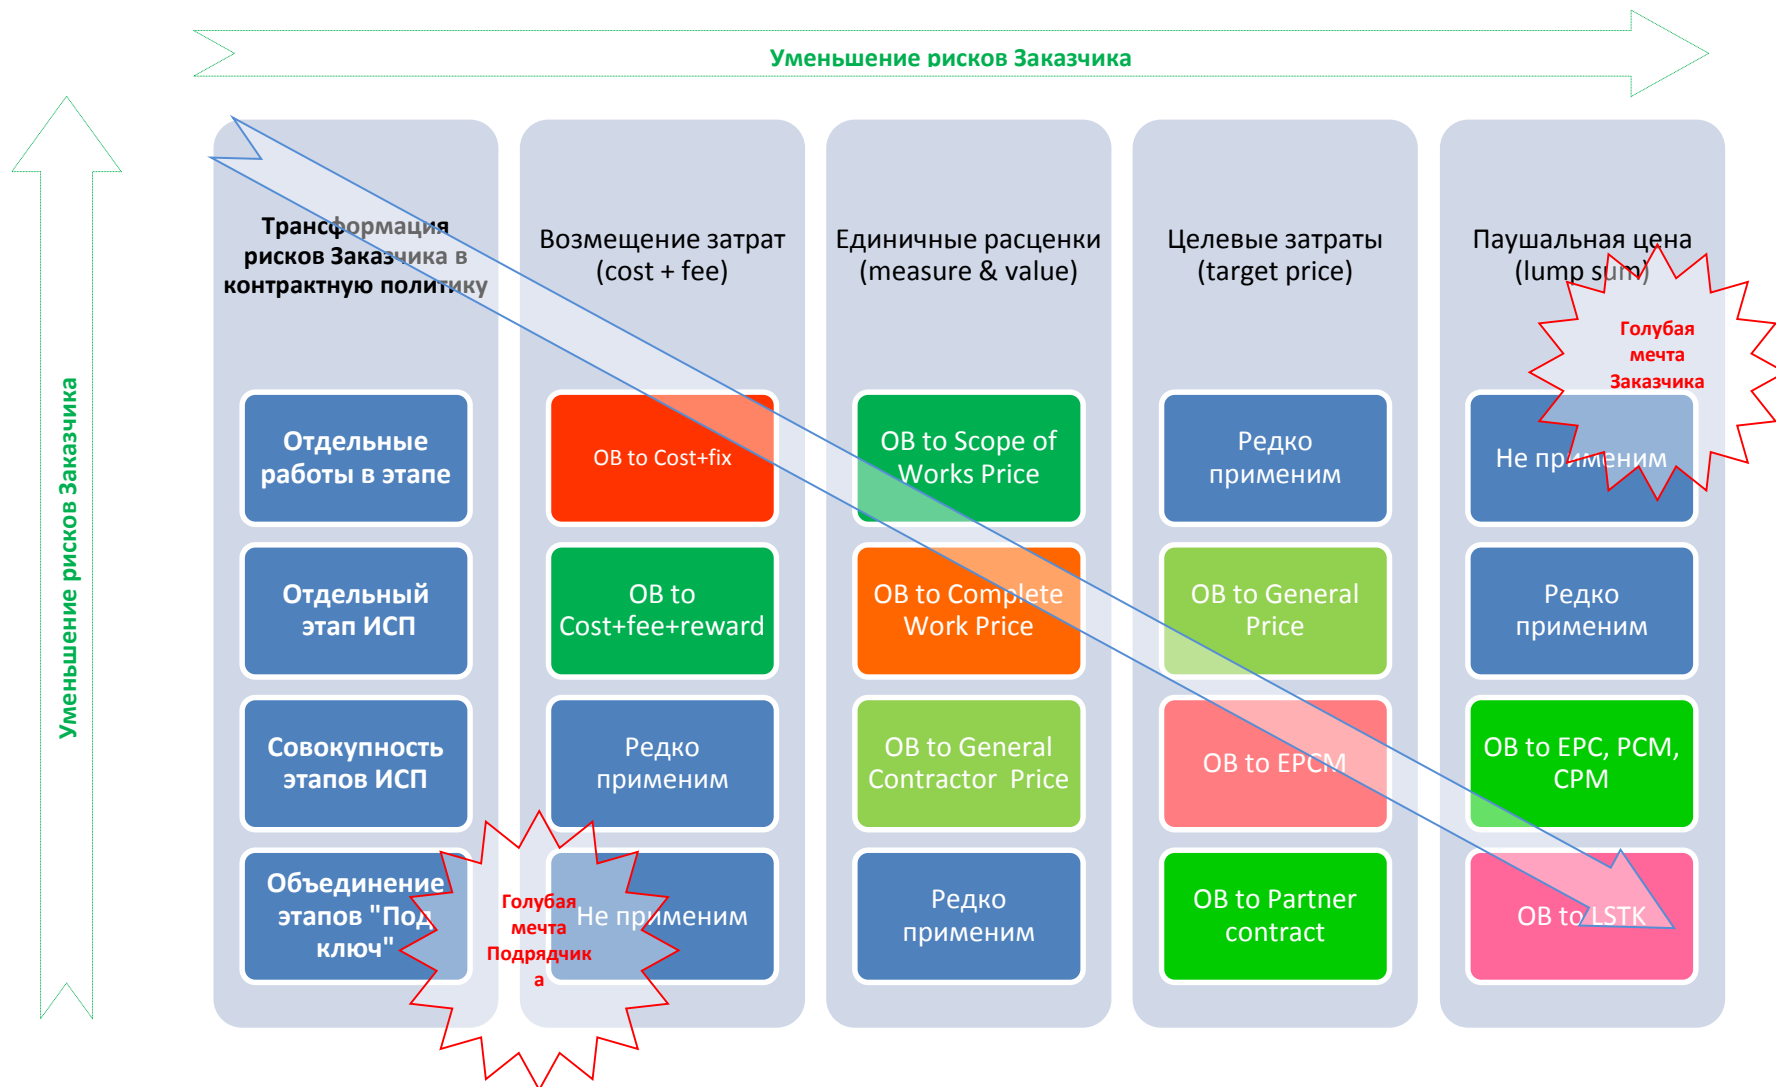 Уменьшение рисков Заказчика
Уменьшение рисков Заказчика
Трансформация
рисков Заказчика в
контрактную политику
Возмещение затрат
(cost + fee)
Единичные расценки
(measure & value)
Целевые затраты
(target price)
Паушальная цена
(lump sum)
Голубая
мечта
Заказчика
Отдельные
работы в этапе
OB to Cost+fix
OB to Scope of
Works Price
Редко
применим
Не применим
Отдельный
этап ИСП
OB to
Cost+fee+reward
OB to Complete
Work Price
OB to General
Price
Редко
применим
Совокупность
этапов ИСП
Редко
применим
OB to General
Contractor Price
OB to EPCM
OB to EPC, PCM,
CPM
Объединение
этапов "Под
ключ"
Голубая
мечта
Подрядчик
а
Не применим
Редко
применим
OB to Partner
contract
OB to LSTK